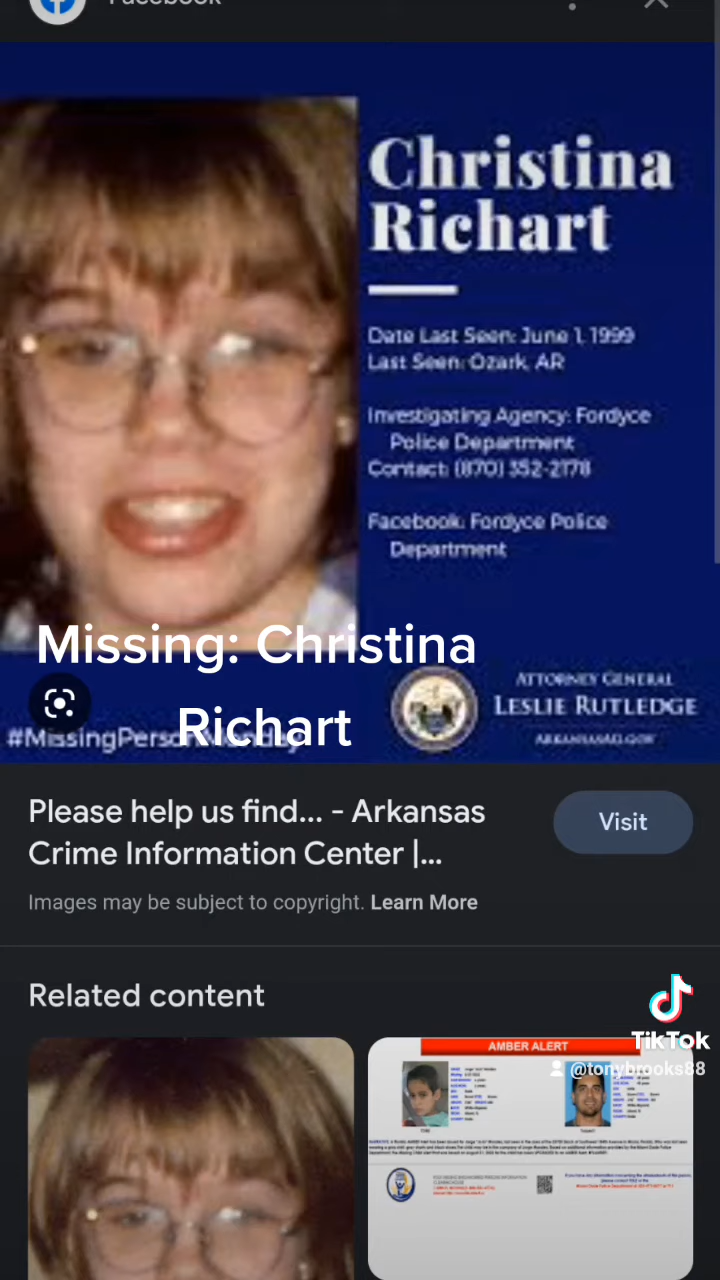 Facebook
Christina
Richart
Date Last Seen: June 1, 1999
Last Seen: Ozark, AR
Investigating Agency: Fordyce
Police Department
Contact: (870) 352-2178
Facebook: Fordyce Police
Department
Missing: Christina
Richart
#MissingPersonMonday
ATTORNEY GENERAL
LESLIE RUTLEDGE
ARKANSASAG.GOV
Please help us find... - Arkansas
Crime Information Center |...
Visit
Images may be subject to copyright. Learn More
Related content
TikTok
@tonybrooks88
AMBER ALERT